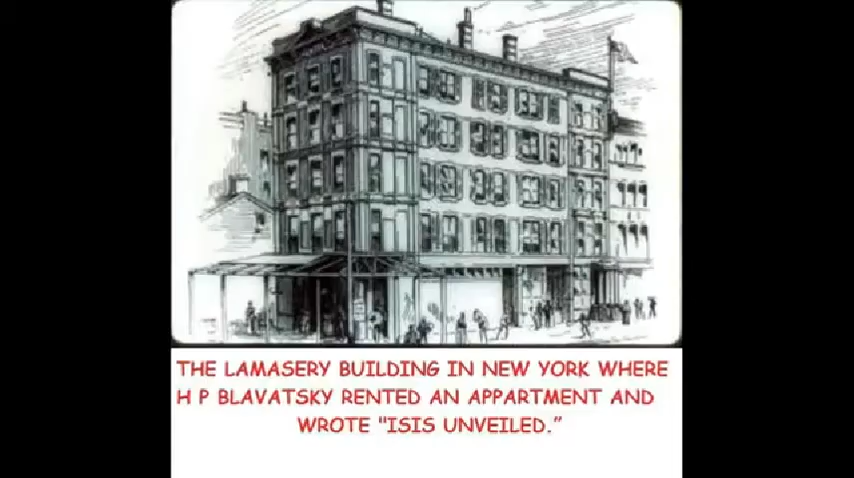 THE LAMASERY BUILDING IN NEW YORK WHERE
H P BLAVATSKY RENTED AN APPARTMENT AND
WROTE "ISIS UNVEILED.”